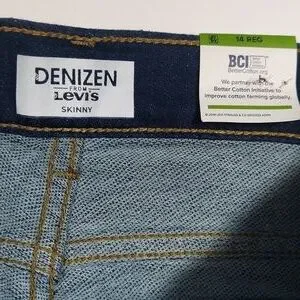 DENIZEN
FROM
Levi's
SKINNY
14 REG
BCI
BetterCotton.org
We partner with the
Better Cotton Initiative to
improve cotton farming globally.